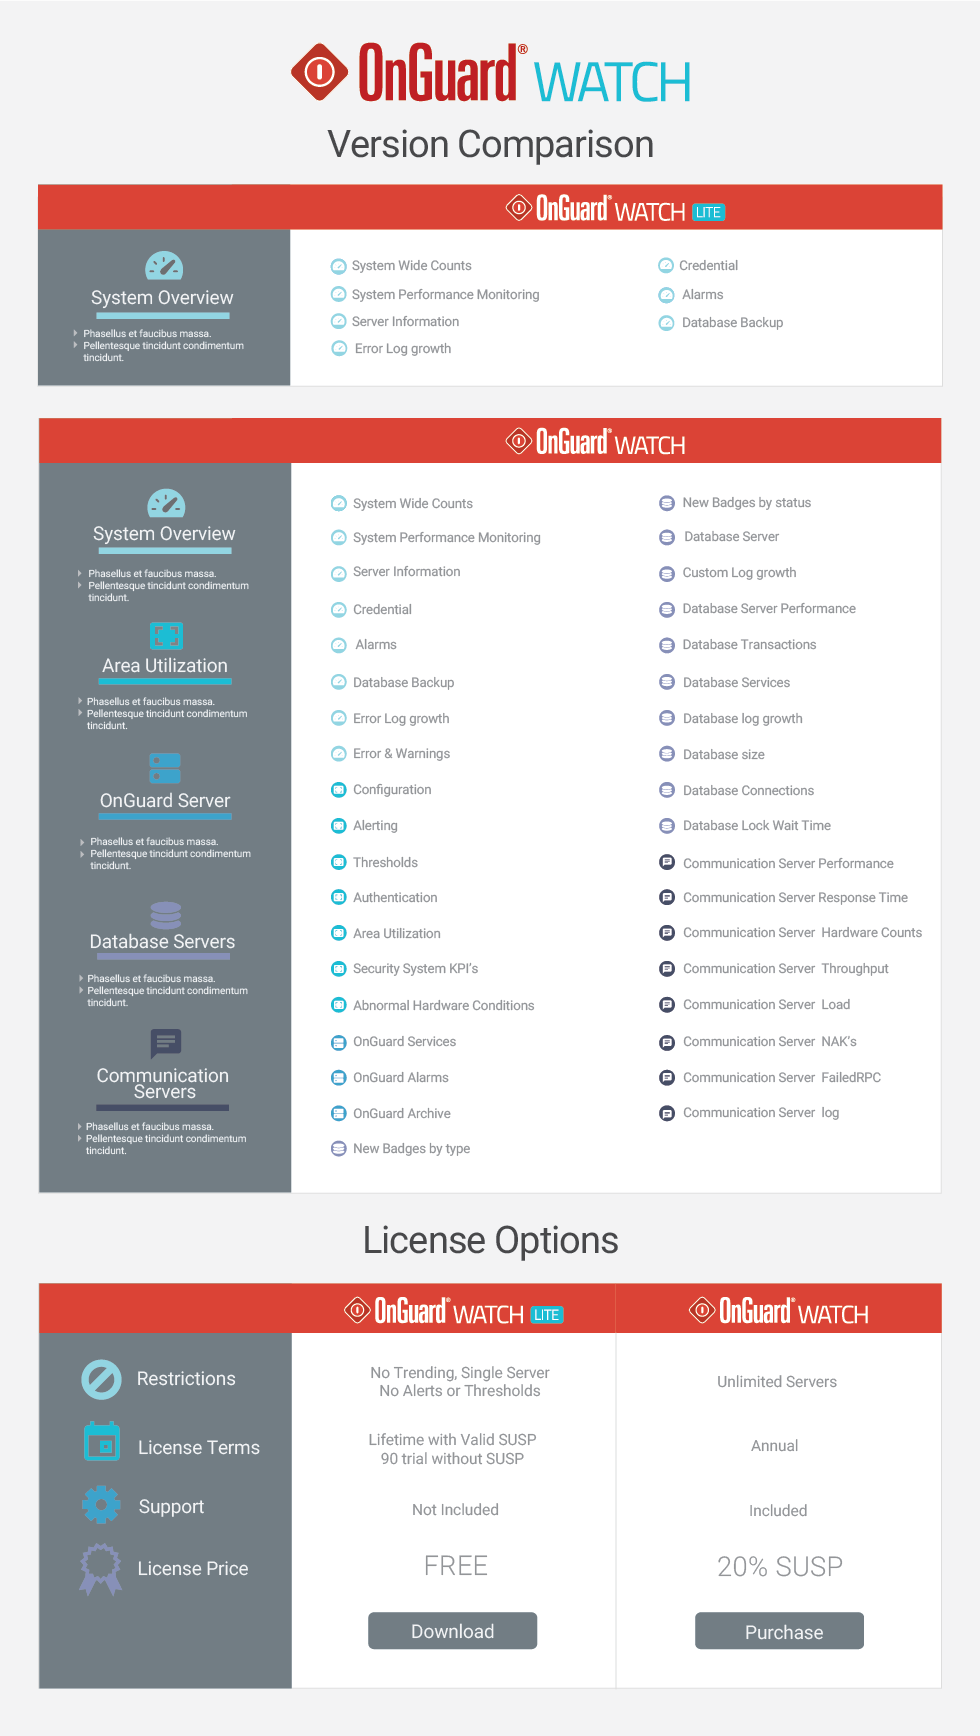 OnGuard® WATCH
Version Comparison
OnGuard® WATCH LITE
System Overview
Phasellus et faucibus massa.
Pellentesque tincidunt condimentum
tincidunt.
System Wide Counts
System Performance Monitoring
Server Information
Error Log growth
Credential
Alarms
Database Backup
OnGuard® WATCH
System Overview
Phasellus et faucibus massa.
Pellentesque tincidunt condimentum
tincidunt.
Area Utilization
Phasellus et faucibus massa.
Pellentesque tincidunt condimentum
tincidunt.
OnGuard Server
Phasellus et faucibus massa.
Pellentesque tincidunt condimentum
tincidunt.
Database Servers
Phasellus et faucibus massa.
Pellentesque tincidunt condimentum
tincidunt.
Communication
Servers
Phasellus et faucibus massa.
Pellentesque tincidunt condimentum
tincidunt.
System Wide Counts
System Performance Monitoring
Server Information
Credential
Alarms
Database Backup
Error Log growth
Error & Warnings
Configuration
Alerting
Thresholds
Authentication
Area Utilization
Security System KPI's
Abnormal Hardware Conditions
OnGuard Services
OnGuard Alarms
OnGuard Archive
New Badges by type
New Badges by status
Database Server
Custom Log growth
Database Server Performance
Database Transactions
Database Services
Database log growth
Database size
Database Connections
Database Lock Wait Time
Communication Server Performance
Communication Server Response Time
Communication Server Hardware Counts
Communication Server Throughput
Communication Server Load
Communication Server NAK's
Communication Server FailedRPC
Communication Server log
License Options
OnGuard® WATCH LITE
OnGuard® WATCH
Restrictions
No Trending, Single Server
No Alerts or Thresholds
Unlimited Servers
License Terms
Lifetime with Valid SUSP
90 trial without SUSP
Annual
Support
Not Included
Included
License Price
FREE
20% SUSP
Download
Purchase